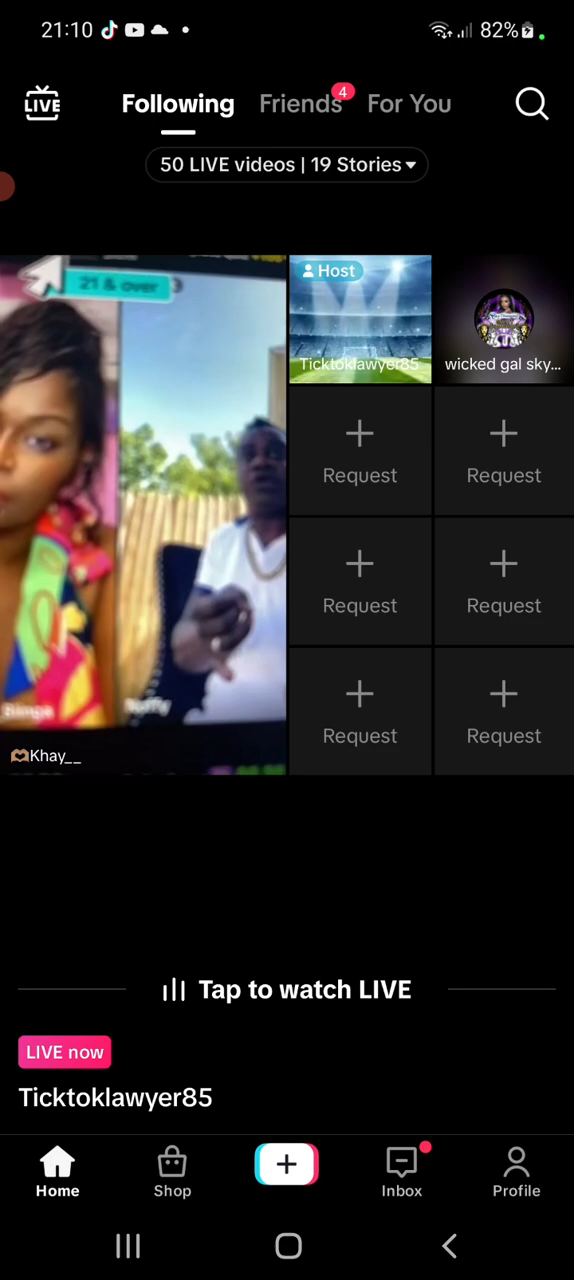 21:10 82%
LIVE Following Friends 4 For You
50 LIVE videos | 19 Stories
21 & over
Host
Ticktoklawyer85
wicked gal sky...
Request Request
Request Request
Request Request
Khay__
Tap to watch LIVE
LIVE now
Ticktoklawyer85
Home Shop Inbox Profile